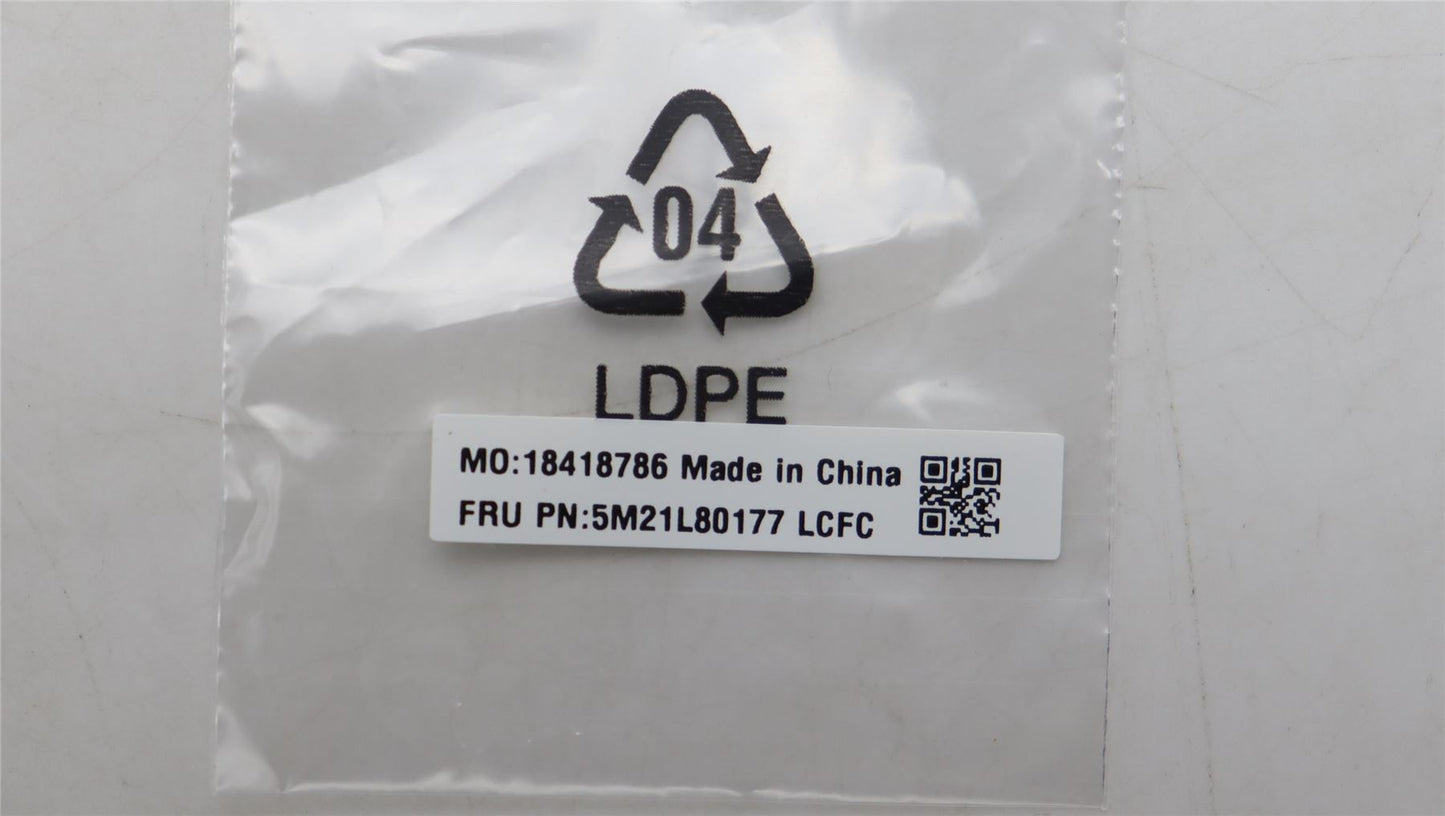 04
LDPE
MO:18418786 Made in China
FRU PN:5M21L80177 LCFC